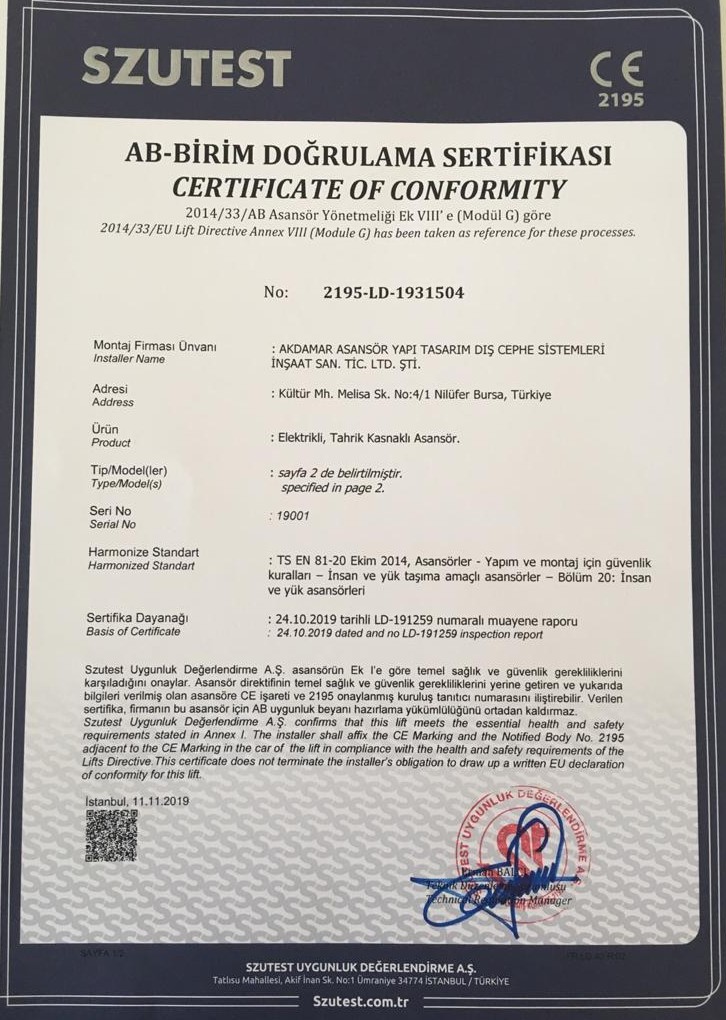 SZUTEST
CE
2195
AB-BİRİM DOĞRULAMA SERTİFİKASI
CERTIFICATE OF CONFORMITY
2014/33/AB Asansör Yönetmeliği Ek VIII' e (Modül G) göre
2014/33/EU Lift Directive Annex VIII (Module G) has been taken as reference for these processes.
No: 2195-LD-1931504
Montaj Firması Ünvanı : AKDAMAR ASANSÖR YAPI TASARIM DIŞ CEPHE SİSTEMLERİ
Installer Name İNŞAAT SAN. TİC. LTD. ŞTİ.
Adresi : Kültür Mh. Melisa Sk. No:4/1 Nilüfer Bursa, Türkiye
Address
Ürün : Elektrikli, Tahrik Kasnaklı Asansör.
Product
Tip/Model(ler) : sayfa 2 de belirtilmiştir.
Type/Model(s) specified in page 2.
Seri No : 19001
Serial No
Harmonize Standart : TS EN 81-20 Ekim 2014, Asansörler - Yapım ve montaj için güvenlik
Harmonized Standart kuralları – İnsan ve yük taşıma amaçlı asansörler – Bölüm 20: İnsan
ve yük asansörleri
Sertifika Dayanağı : 24.10.2019 tarihli LD-191259 numaralı muayene raporu
Basis of Certificate : 24.10.2019 dated and no LD-191259 inspection report
Szutest Uygunluk Değerlendirme A.Ş. asansörün Ek I'e göre temel sağlık ve güvenlik gerekliliklerini
karşıladığını onaylar. Asansör direktifinin temel sağlık ve güvenlik gerekliliklerini yerine getiren ve yukarıda
bilgileri verilmiş olan asansöre CE işareti ve 2195 onaylanmış kuruluş tanıtıcı numarasını iliştirebilir. Verilen
sertifika, firmanın bu asansör için AB uygunluk beyanı hazırlama yükümlülüğünü ortadan kaldırmaz.
Szutest Uygunluk Değerlendirme A.Ş. confirms that this lift meets the essential health and safety
requirements stated in Annex I. The installer shall affix the CE Marking and the Notified Body No. 2195
adjacent to the CE Marking in the car of the lift in compliance with the health and safety requirements of the
Lifts Directive. This certificate does not terminate the installer's obligation to draw up a written EU declaration
of conformity for this lift.
İstanbul, 11.11.2019
SZUTEST UYGUNLUK DEĞERLENDİRME A.Ş.
Teknik
Technical Manager
SAYFA 1/2
SZUTEST UYGUNLUK DEĞERLENDİRME A.Ş.
Tatlısu Mahallesi, Akif İnan Sk. No:1 Ümraniye 34774 İSTANBUL / TÜRKİYE
Szutest.com.tr